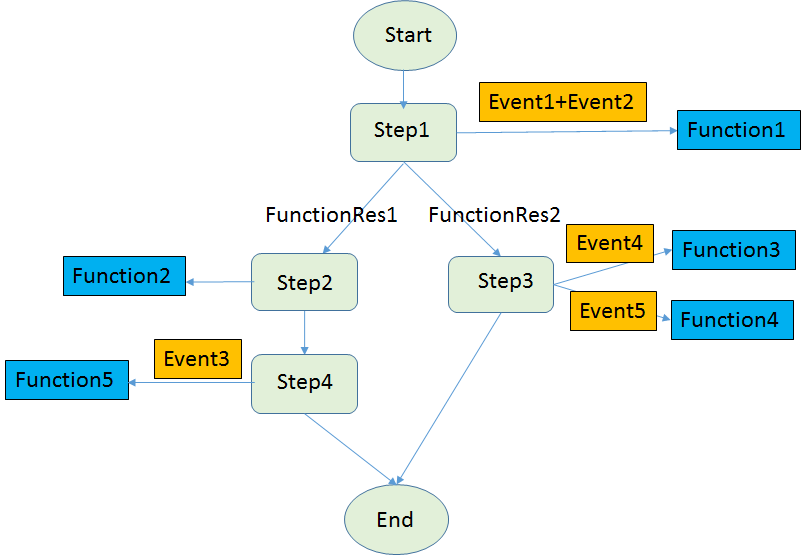 Start
Event1+Event2
Step1
Function1
FunctionRes1
FunctionRes2
Event4
Function3
Function2
Step2
Step3
Event5
Function4
Event3
Function5
Step4
End